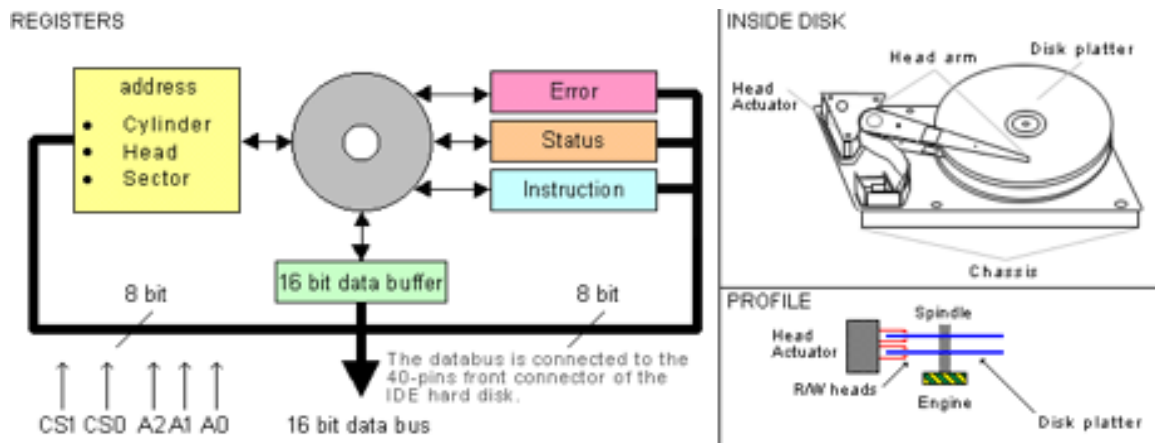 REGISTERS
address
• Cylinder
• Head
• Sector
Error
Status
Instruction
16 bit data buffer
8 bit
8 bit
The databus is connected to the
40-pins front connector of the
IDE hard disk.
CS1 CS0 A2 A1 A0
16 bit data bus
INSIDE DISK
Disk platter
Head arm
Head
Actuator
Chassis
PROFILE
Spindle
Head
Actuator
R/W heads
Engine
Disk platter